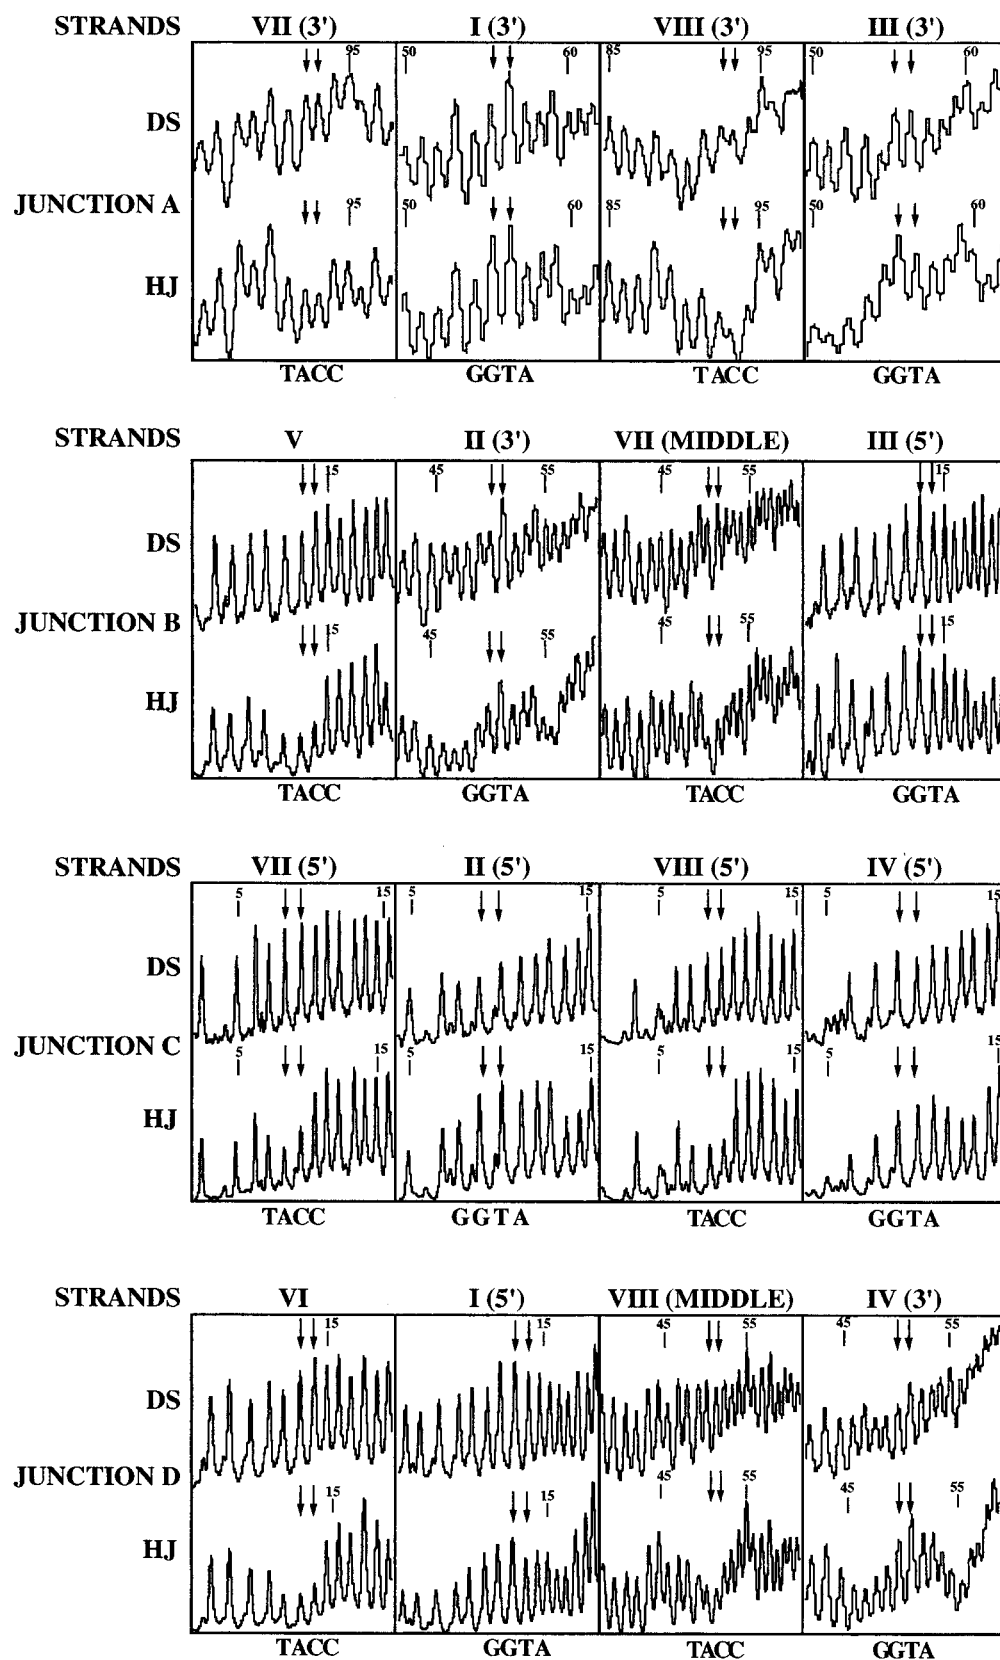 STRANDS VII (3') I (3') VIII (3') III (3')
95 50 60 85 95 50 60
DS
JUNCTION A
95 50 60 85 95 50 60
HJ
TACC GGTA TACC GGTA
STRANDS V II (3') VII (MIDDLE) III (5')
15 45 55 45 55 15
DS
JUNCTION B
15 45 55 45 55 15
HJ
TACC GGTA TACC GGTA
STRANDS VII (5') II (5') VIII (5') IV (5')
5 15 5 15 5 15 5 15
DS
JUNCTION C
5 15 5 15 5 15 5 15
HJ
TACC GGTA TACC GGTA
STRANDS VI I (5') VIII (MIDDLE) IV (3')
15 15 45 55 45 55
DS
JUNCTION D
15 15 45 55 45 55
HJ
TACC GGTA TACC GGTA